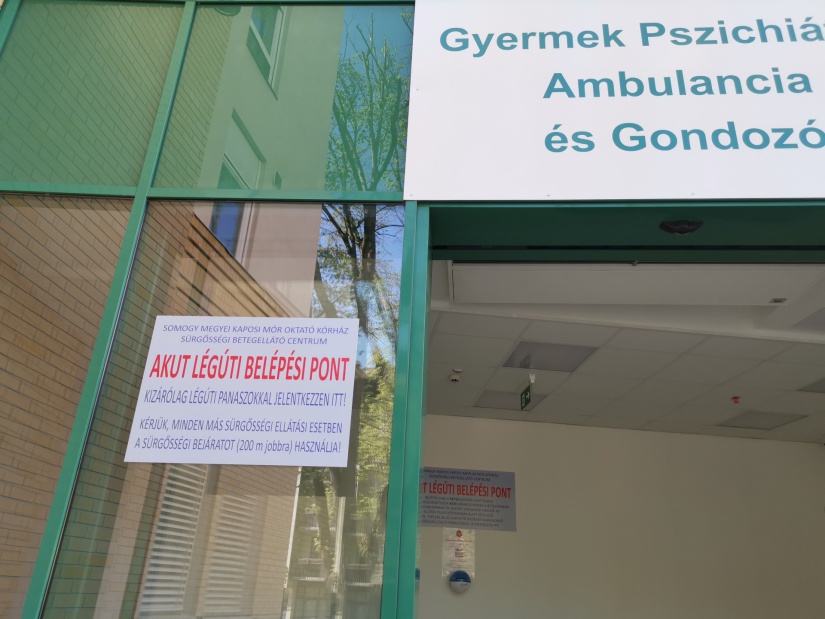 Gyermek Pszichiá
Ambulancia
és Gondozó
SOMOGY MEGYEI KAPOSI MÓR OKTATÓ KÓRHÁZ
SÜRGŐSSÉGI BETEGELLÁTÓ CENTRUM
AKUT LÉGÚTI BELÉPÉSI PONT
KIZÁRÓLAG LÉGÚTI PANASZOKKAL JELENTKEZZEN ITT!
KÉRJÜK, MINDEN MÁS SÜRGŐSSÉGI ELLÁTÁSI ESETBEN
A SÜRGŐSSÉGI BEJÁRATOT (200 m jobbra) HASZNÁLJA!
UT LÉGÚTI BELÉPÉSI PONT